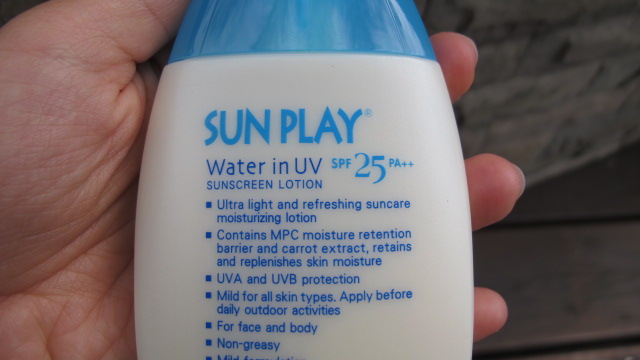 SUN PLAY®
Water in UV SPF 25 PA++
SUNSCREEN LOTION
▪ Ultra light and refreshing suncare
moisturizing lotion
▪ Contains MPC moisture retention
barrier and carrot extract, retains
and replenishes skin moisture
▪ UVA and UVB protection
▪ Mild for all skin types. Apply before
daily outdoor activities
▪ For face and body
▪ Non-greasy
▪ Mild formulation